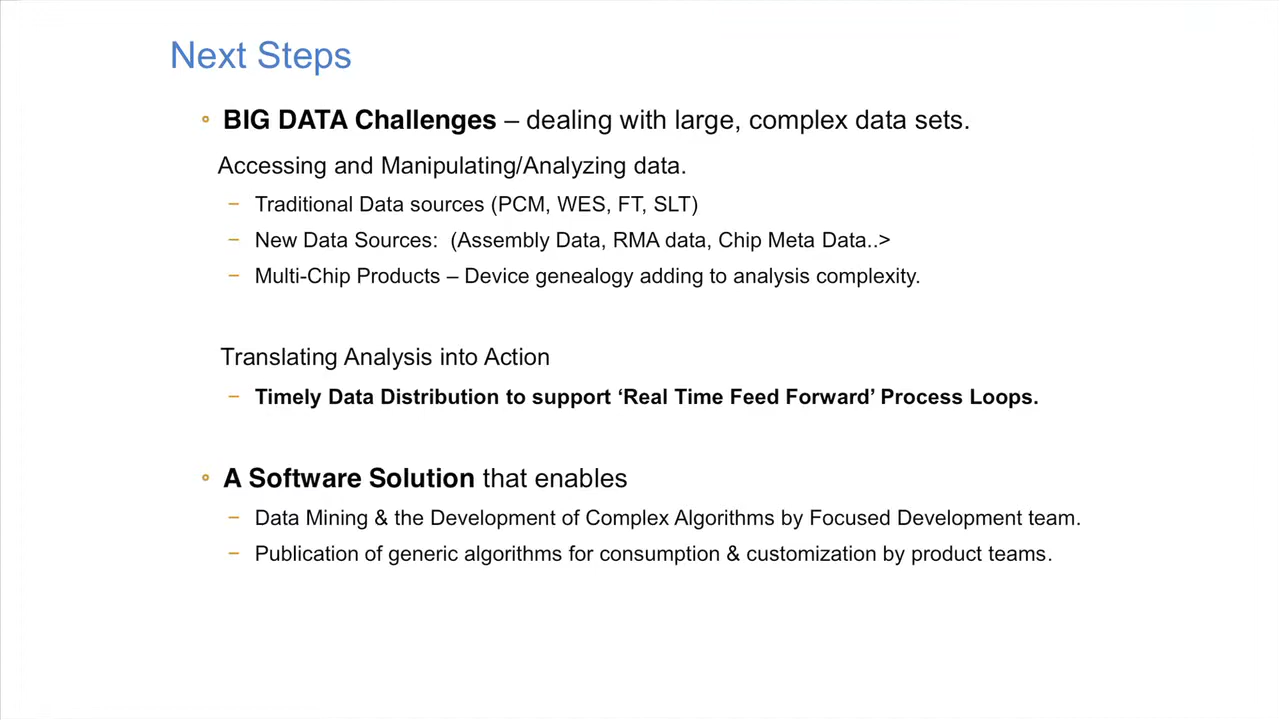 Next Steps
BIG DATA Challenges – dealing with large, complex data sets.
Accessing and Manipulating/Analyzing data.
– Traditional Data sources (PCM, WES, FT, SLT)
– New Data Sources:  (Assembly Data, RMA data, Chip Meta Data..>
– Multi-Chip Products – Device genealogy adding to analysis complexity.
Translating Analysis into Action
– Timely Data Distribution to support ‘Real Time Feed Forward’ Process Loops.
A Software Solution that enables
– Data Mining & the Development of Complex Algorithms by Focused Development team.
– Publication of generic algorithms for consumption & customization by product teams.